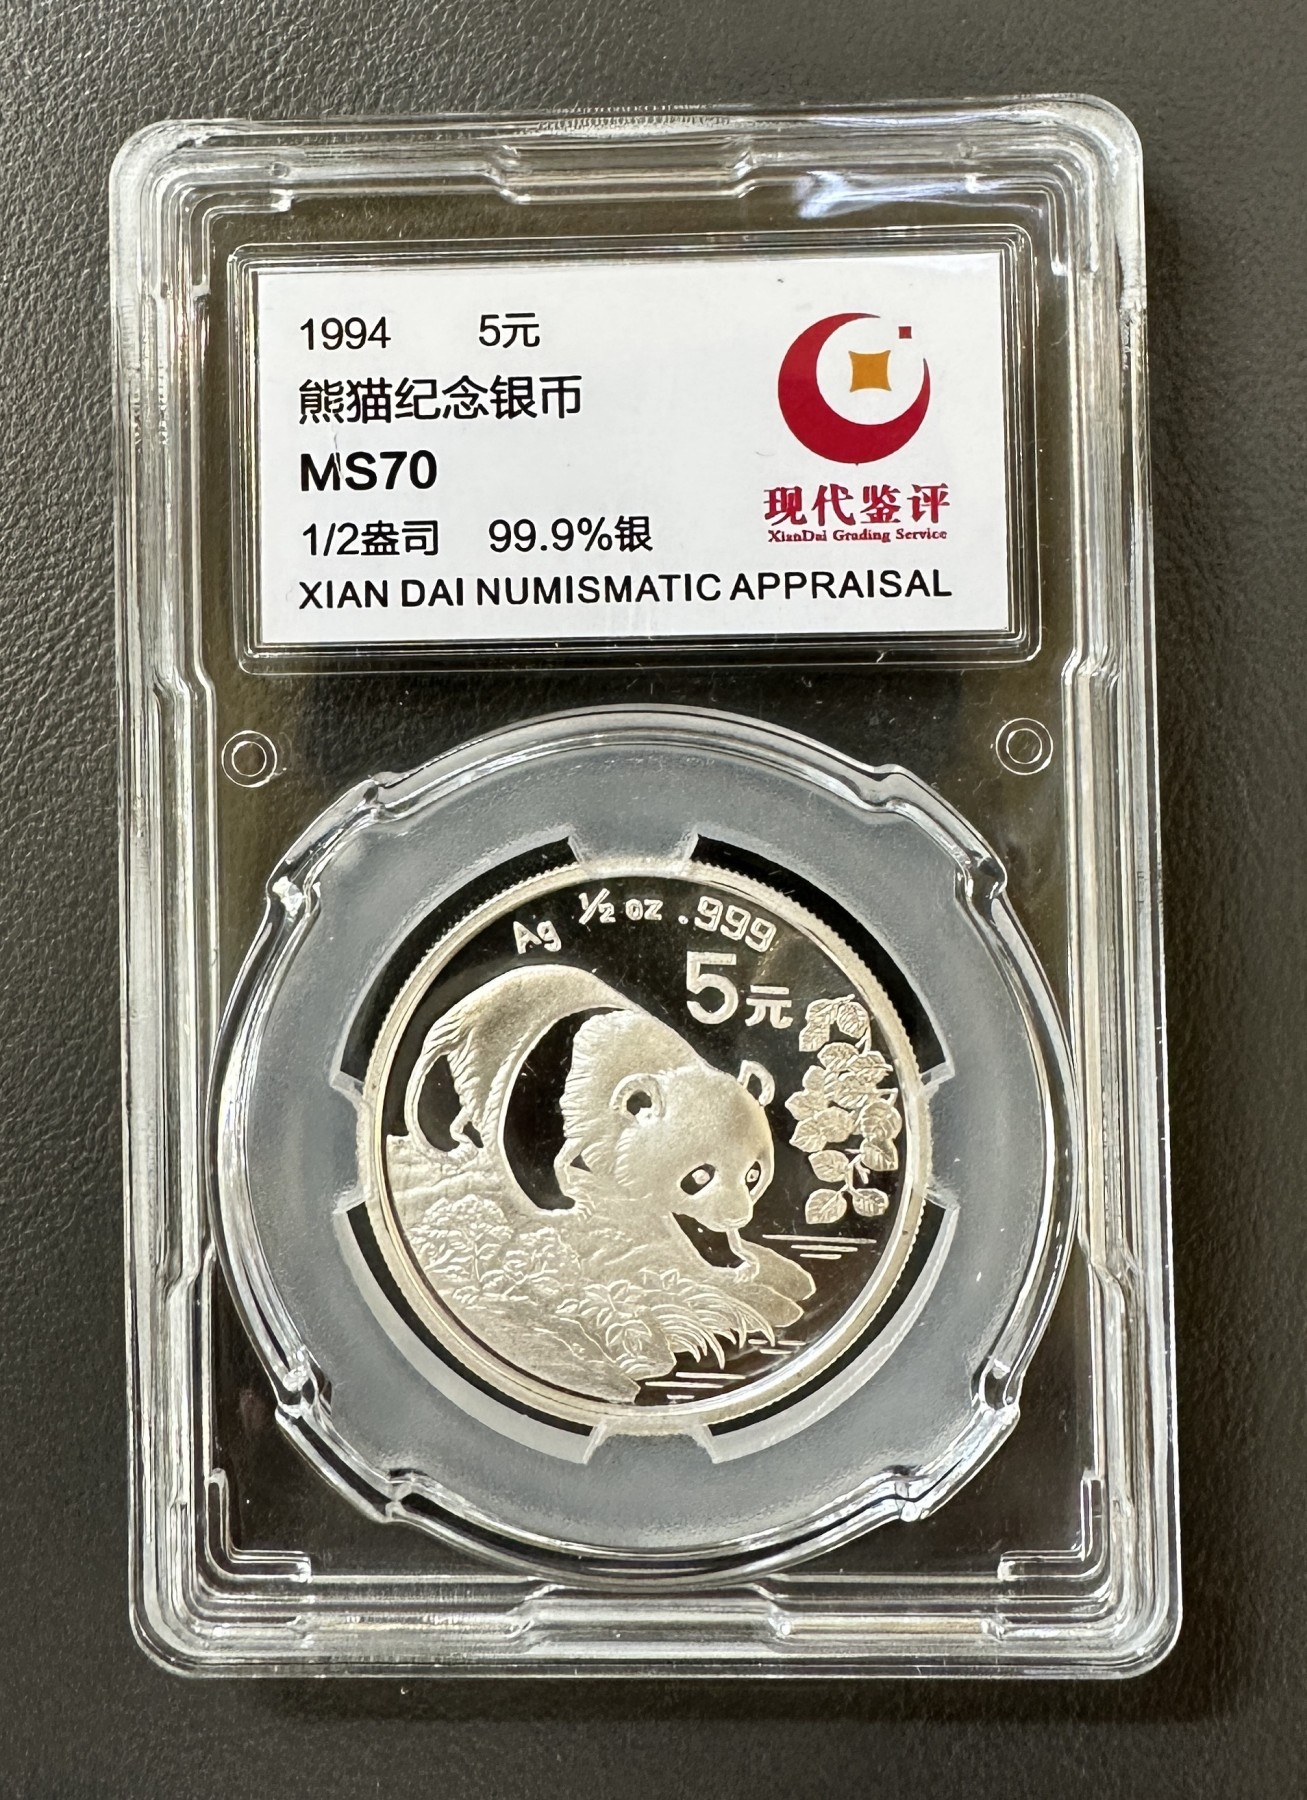 1994 5元
熊猫纪念银币
MS70
1/2盎司 99.9%银
XIAN DAI NUMISMATIC APPRAISAL
现代鉴评
XianDai Grading Service
Ag 1/2 oz .999
5元